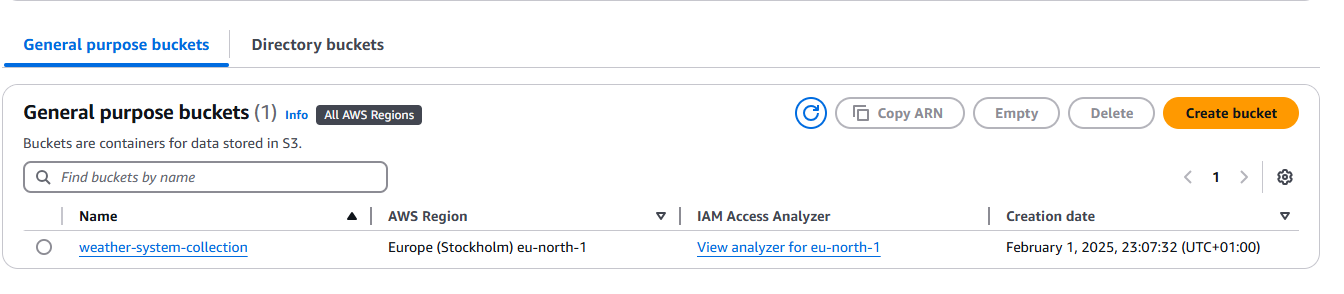 General purpose buckets Directory buckets
General purpose buckets (1) Info All AWS Regions Copy ARN Empty Delete Create bucket
Buckets are containers for data stored in S3.
Find buckets by name 1
Name AWS Region IAM Access Analyzer Creation date
weather-system-collection Europe (Stockholm) eu-north-1 View analyzer for eu-north-1 February 1, 2025, 23:07:32 (UTC+01:00)